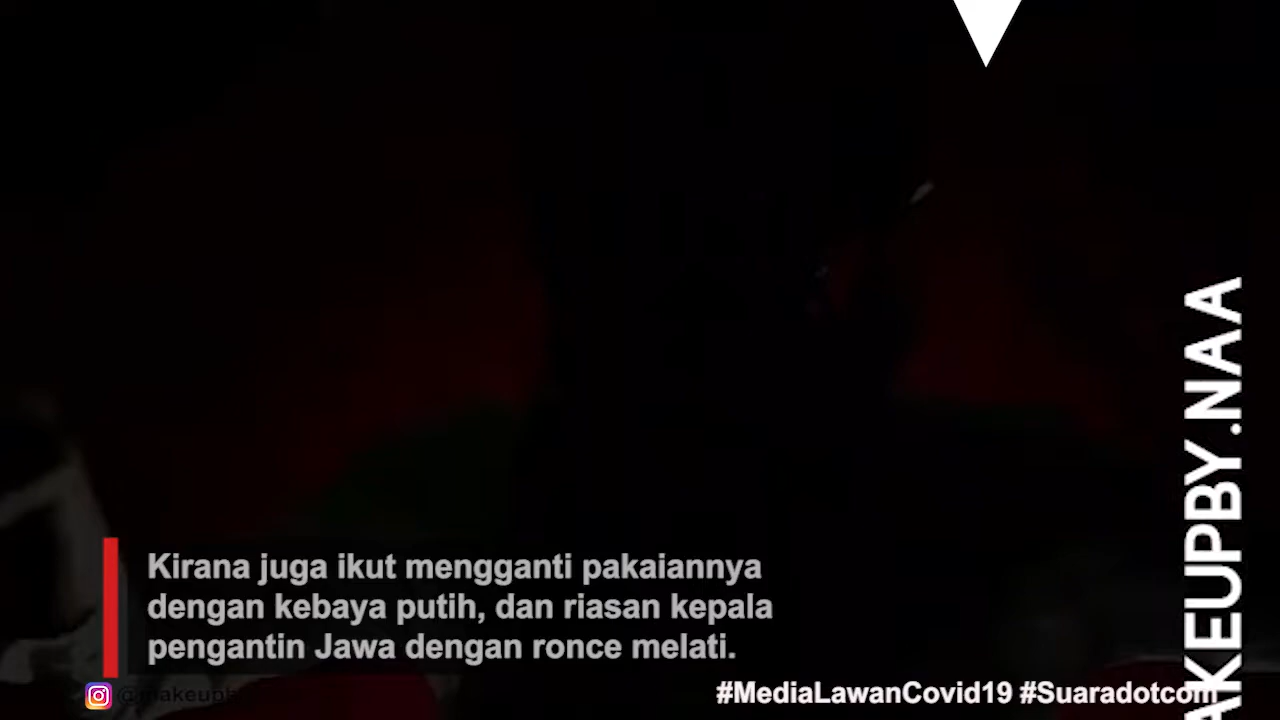 AKEUPBY.NAA
Kirana juga ikut mengganti pakaiannya
dengan kebaya putih, dan riasan kepala
pengantin Jawa dengan ronce melati.
@makeupb
#MediaLawanCovid19 #Suaradotcom